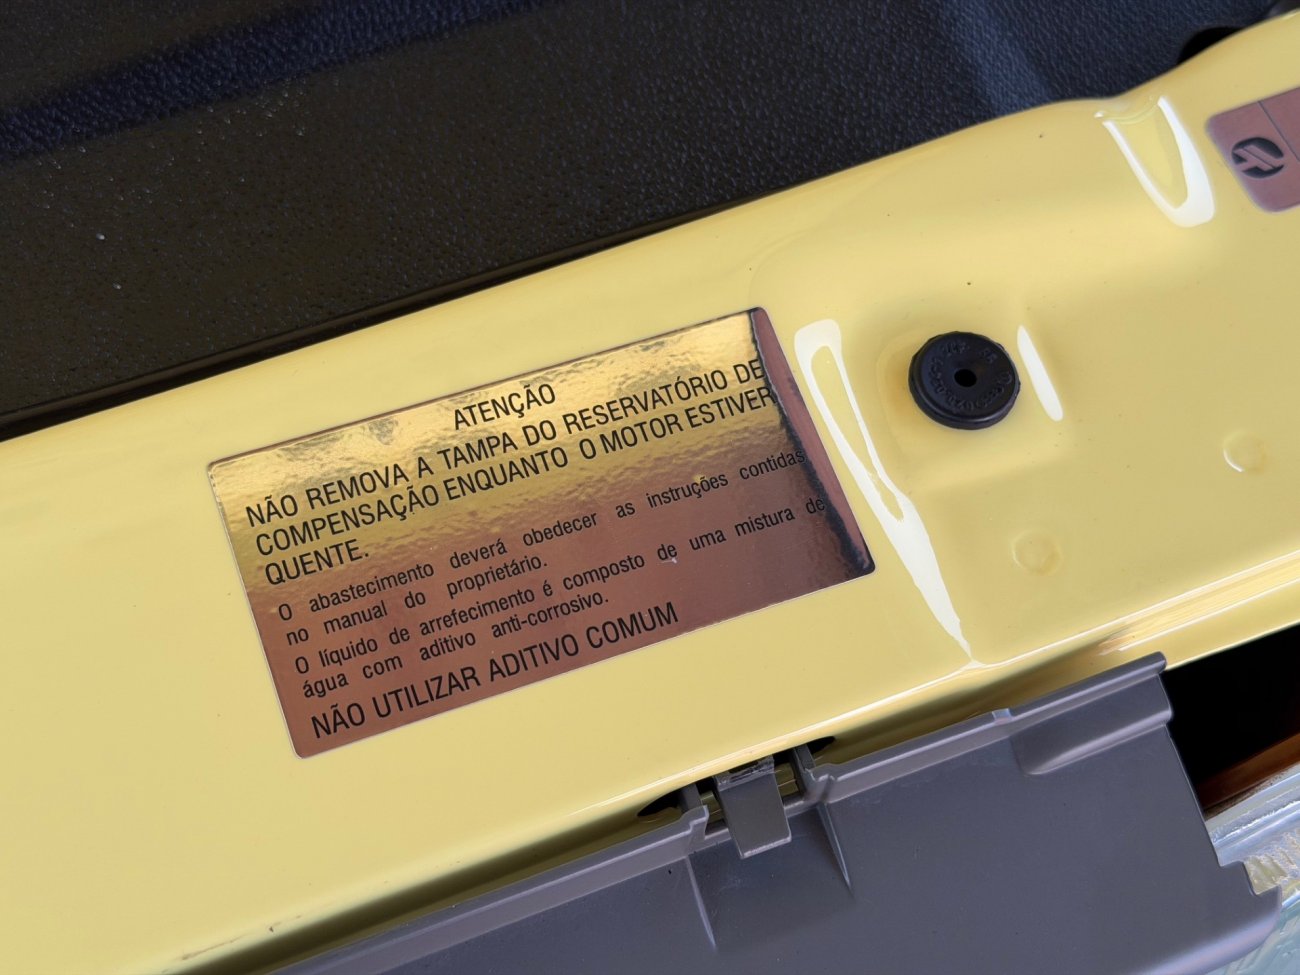 ATENÇÃO
NÃO REMOVA A TAMPA DO RESERVATÓRIO DE
COMPENSAÇÃO ENQUANTO O MOTOR ESTIVER
QUENTE.
O abastecimento deverá obedecer as instruções contidas
no manual do proprietário.
O líquido de arrefecimento é composto de uma mistura de
água com aditivo anti-corrosivo.
NÃO UTILIZAR ADITIVO COMUM